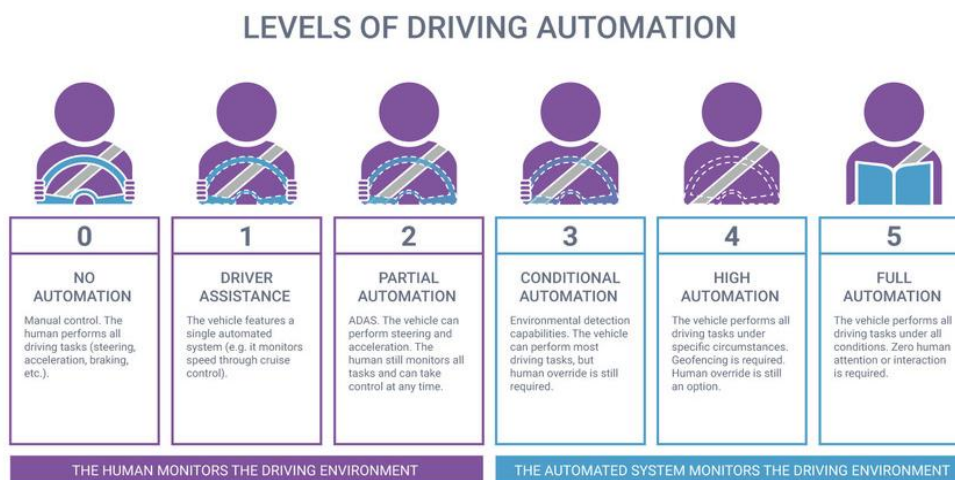 LEVELS OF DRIVING AUTOMATION
0
NO
AUTOMATION
Manual control. The
human performs all
driving tasks (steering,
acceleration, braking,
etc.).
1
DRIVER
ASSISTANCE
The vehicle features a
single automated
system (e.g. it monitors
speed through cruise
control).
2
PARTIAL
AUTOMATION
ADAS. The vehicle can
perform steering and
acceleration. The
human still monitors all
tasks and can take
control at any time.
3
CONDITIONAL
AUTOMATION
Environmental detection
capabilities. The vehicle
can perform most
driving tasks, but
human override is still
required.
4
HIGH
AUTOMATION
The vehicle performs all
driving tasks under
specific circumstances.
Geofencing is required.
Human override is still
an option.
5
FULL
AUTOMATION
The vehicle performs all
driving tasks under all
conditions. Zero human
attention or interaction
is required.
THE HUMAN MONITORS THE DRIVING ENVIRONMENT
THE AUTOMATED SYSTEM MONITORS THE DRIVING ENVIRONMENT